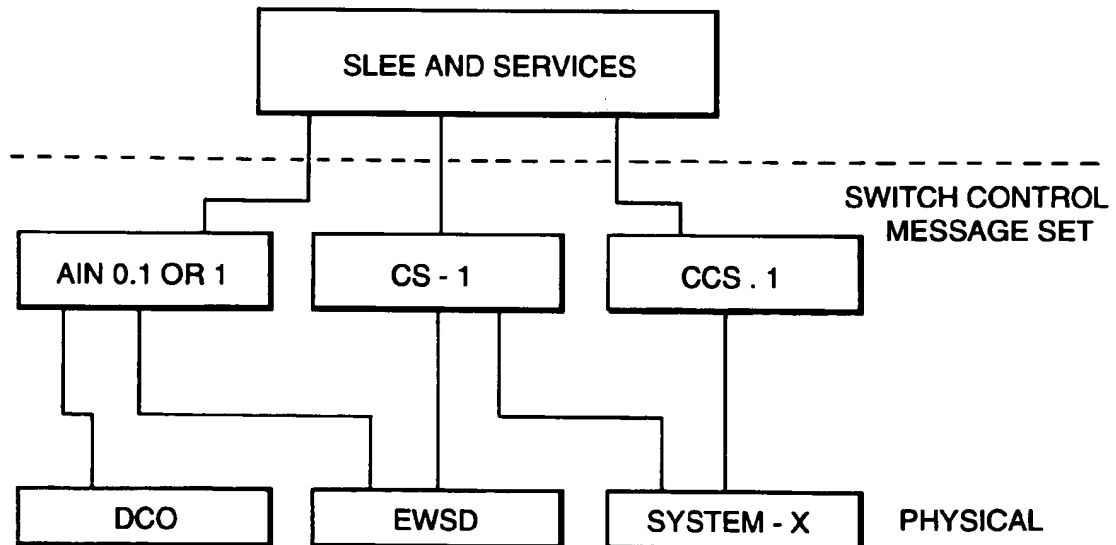 SLEE AND SERVICES
SWITCH CONTROL
MESSAGE SET
AIN 0.1 OR 1
CS - 1
CCS . 1
DCO
EWSD
SYSTEM - X
PHYSICAL